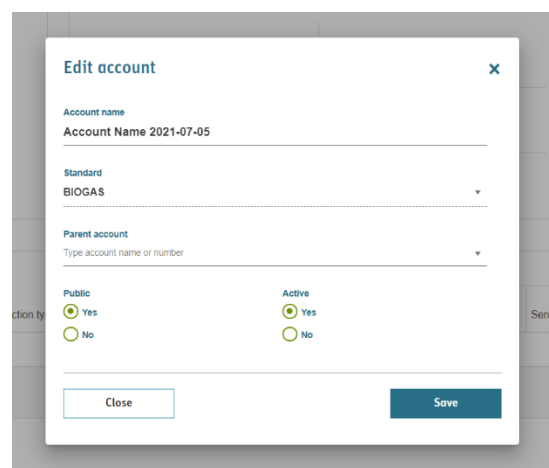 Edit account
Account name
Account Name 2021-07-05
Standard
BIOGAS
Parent account
Type account name or number
Public Active
Yes Yes
No No
Close Save